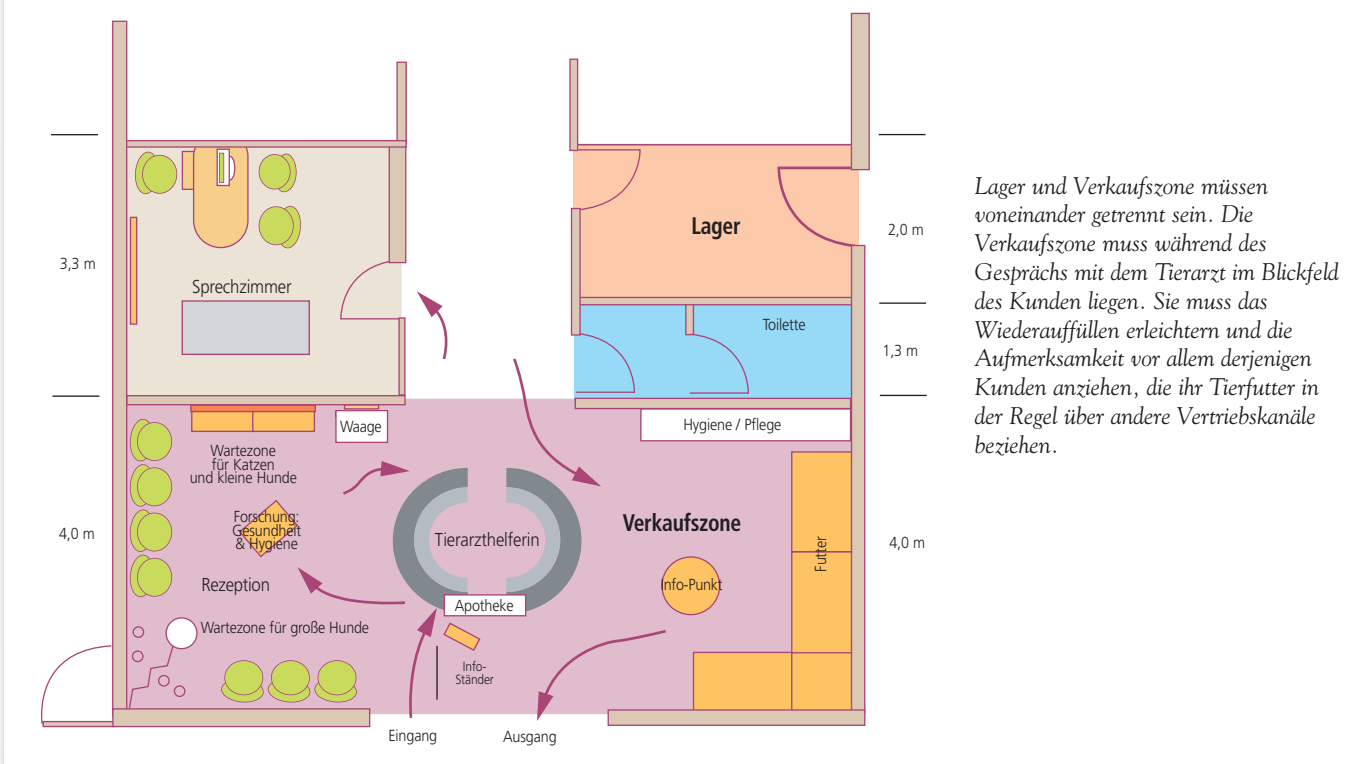 3,3 m
Sprechzimmer
Lager
2,0 m
Toilette
1,3 m
Waage
Hygiene / Pflege
Wartezone
für Katzen
und kleine Hunde
Forschung:
Gesundheit
& Hygiene
4,0 m
Rezeption
Wartezone für große Hunde
Tierarzthelferin
Apotheke
Info-
Ständer
Verkaufszone
Info-Punkt
Futter
4,0 m
Eingang
Ausgang
Lager und Verkaufszone müssen
voneinander getrennt sein. Die
Verkaufszone muss während des
Gesprächs mit dem Tierarzt im Blickfeld
des Kunden liegen. Sie muss das
Wiederauffüllen erleichtern und die
Aufmerksamkeit vor allem derjenigen
Kunden anziehen, die ihr Tierfutter in
der Regel über andere Vertriebskanäle
beziehen.